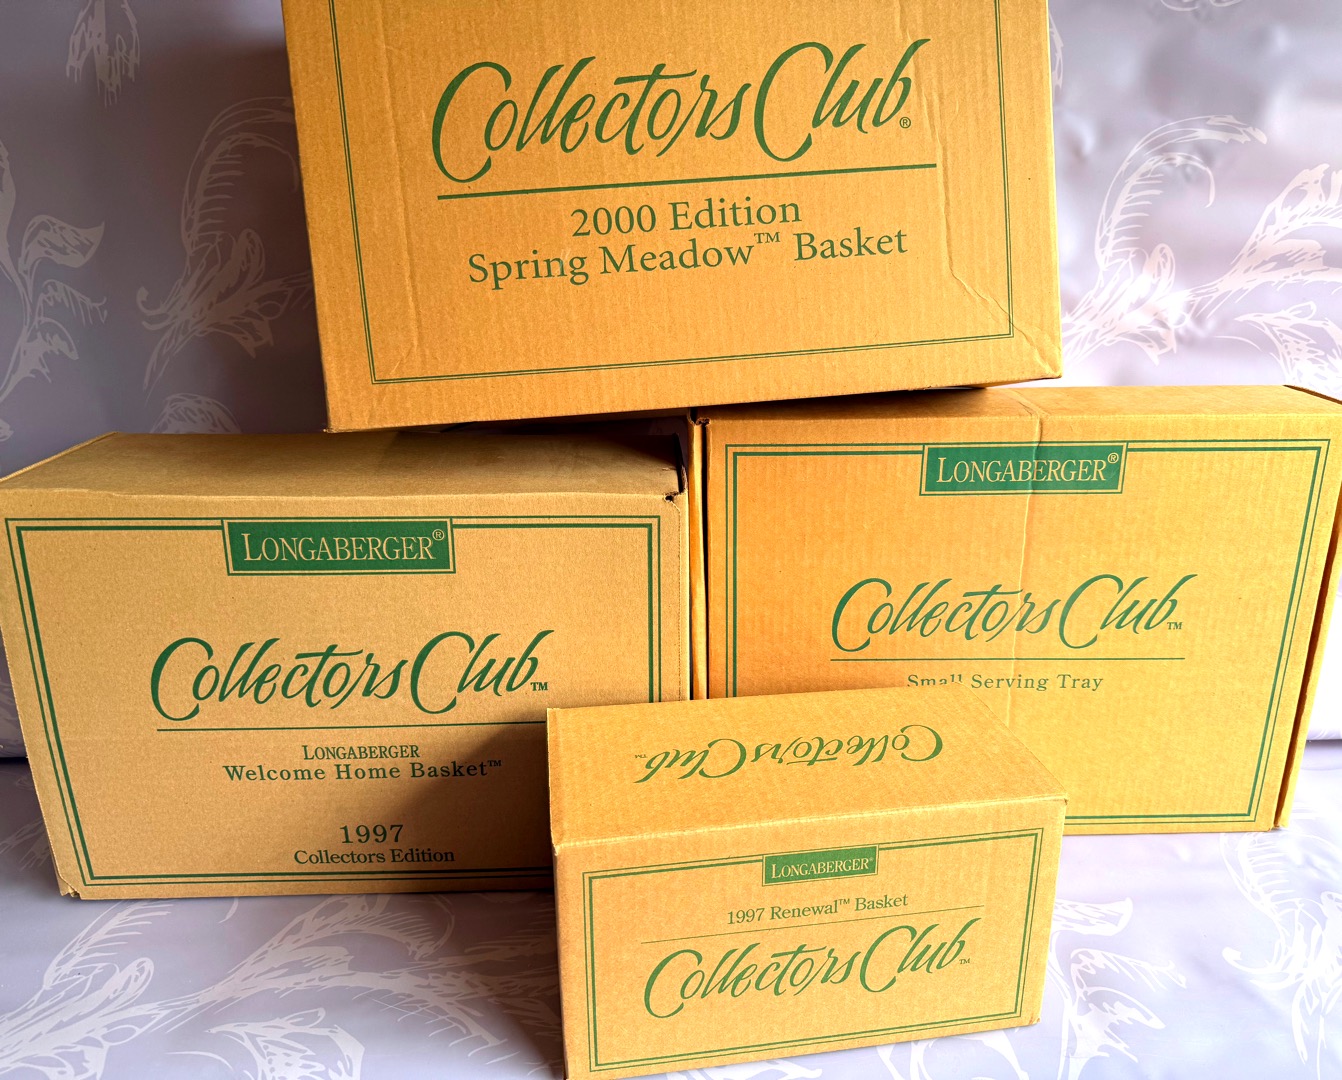 Collectors Club®
2000 Edition
Spring Meadow™ Basket
LONGABERGER®
Collectors Club™
LONGABERGER
Welcome Home Basket™
1997
Collectors Edition
LONGABERGER®
Collectors Club™
Small Serving Tray
Collectors Club™
LONGABERGER®
1997 Renewal™ Basket
Collectors Club™